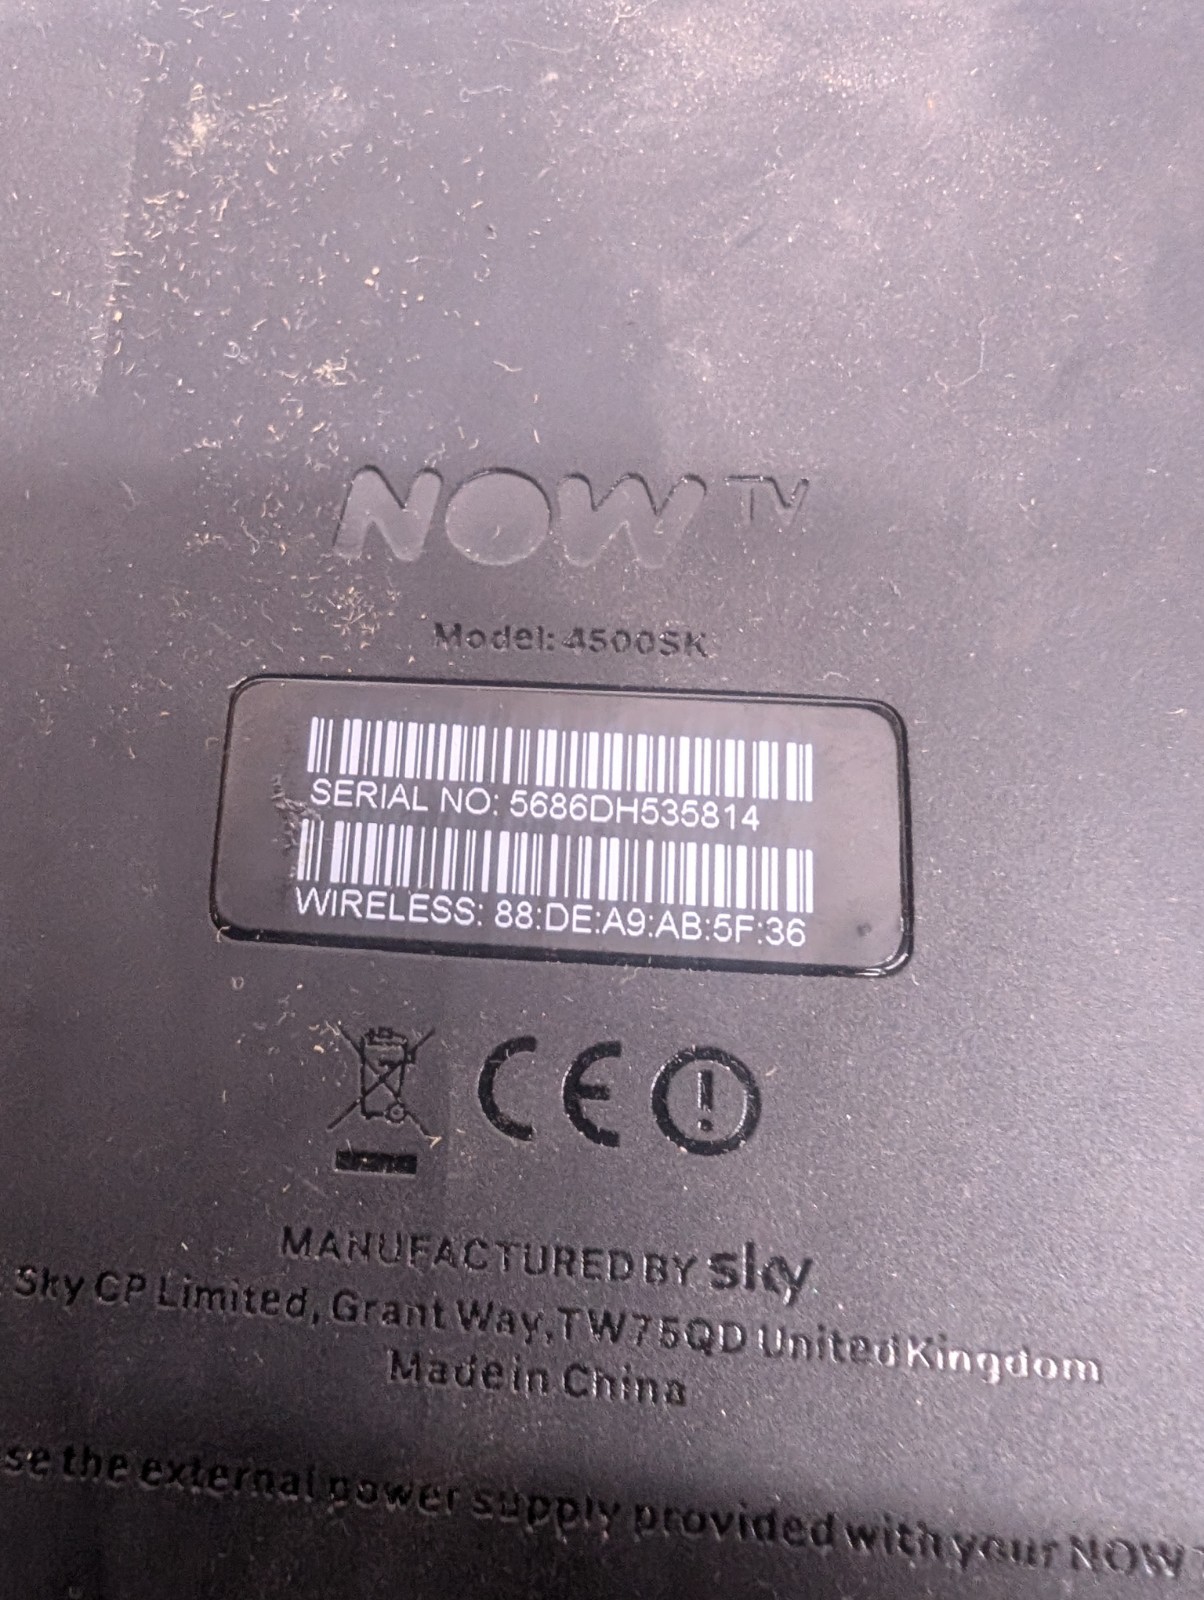 NOW TV
Model: 4500SK
SERIAL NO: 5686DH535814
WIRELESS: 88:DE:A9:AB:5F:36
CE
MANUFACTURED BY sky
Sky CP Limited, Grant Way, TW75QD United Kingdom
Made in China
se the external power supply provided with your NOW T